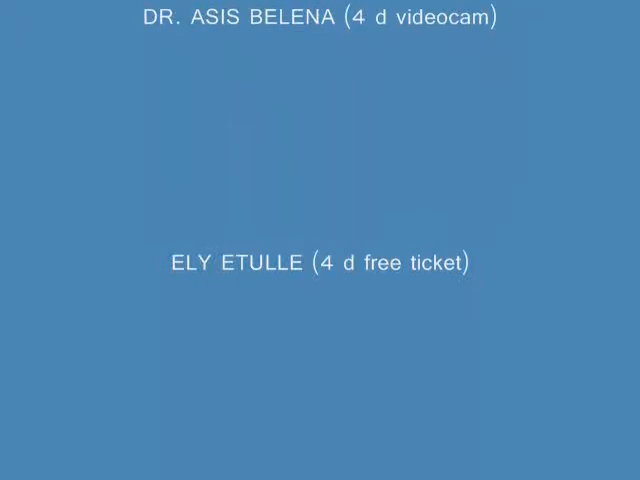 DR. ASIS BELENA (4 d videocam)
ELY ETULLE (4 d free ticket)